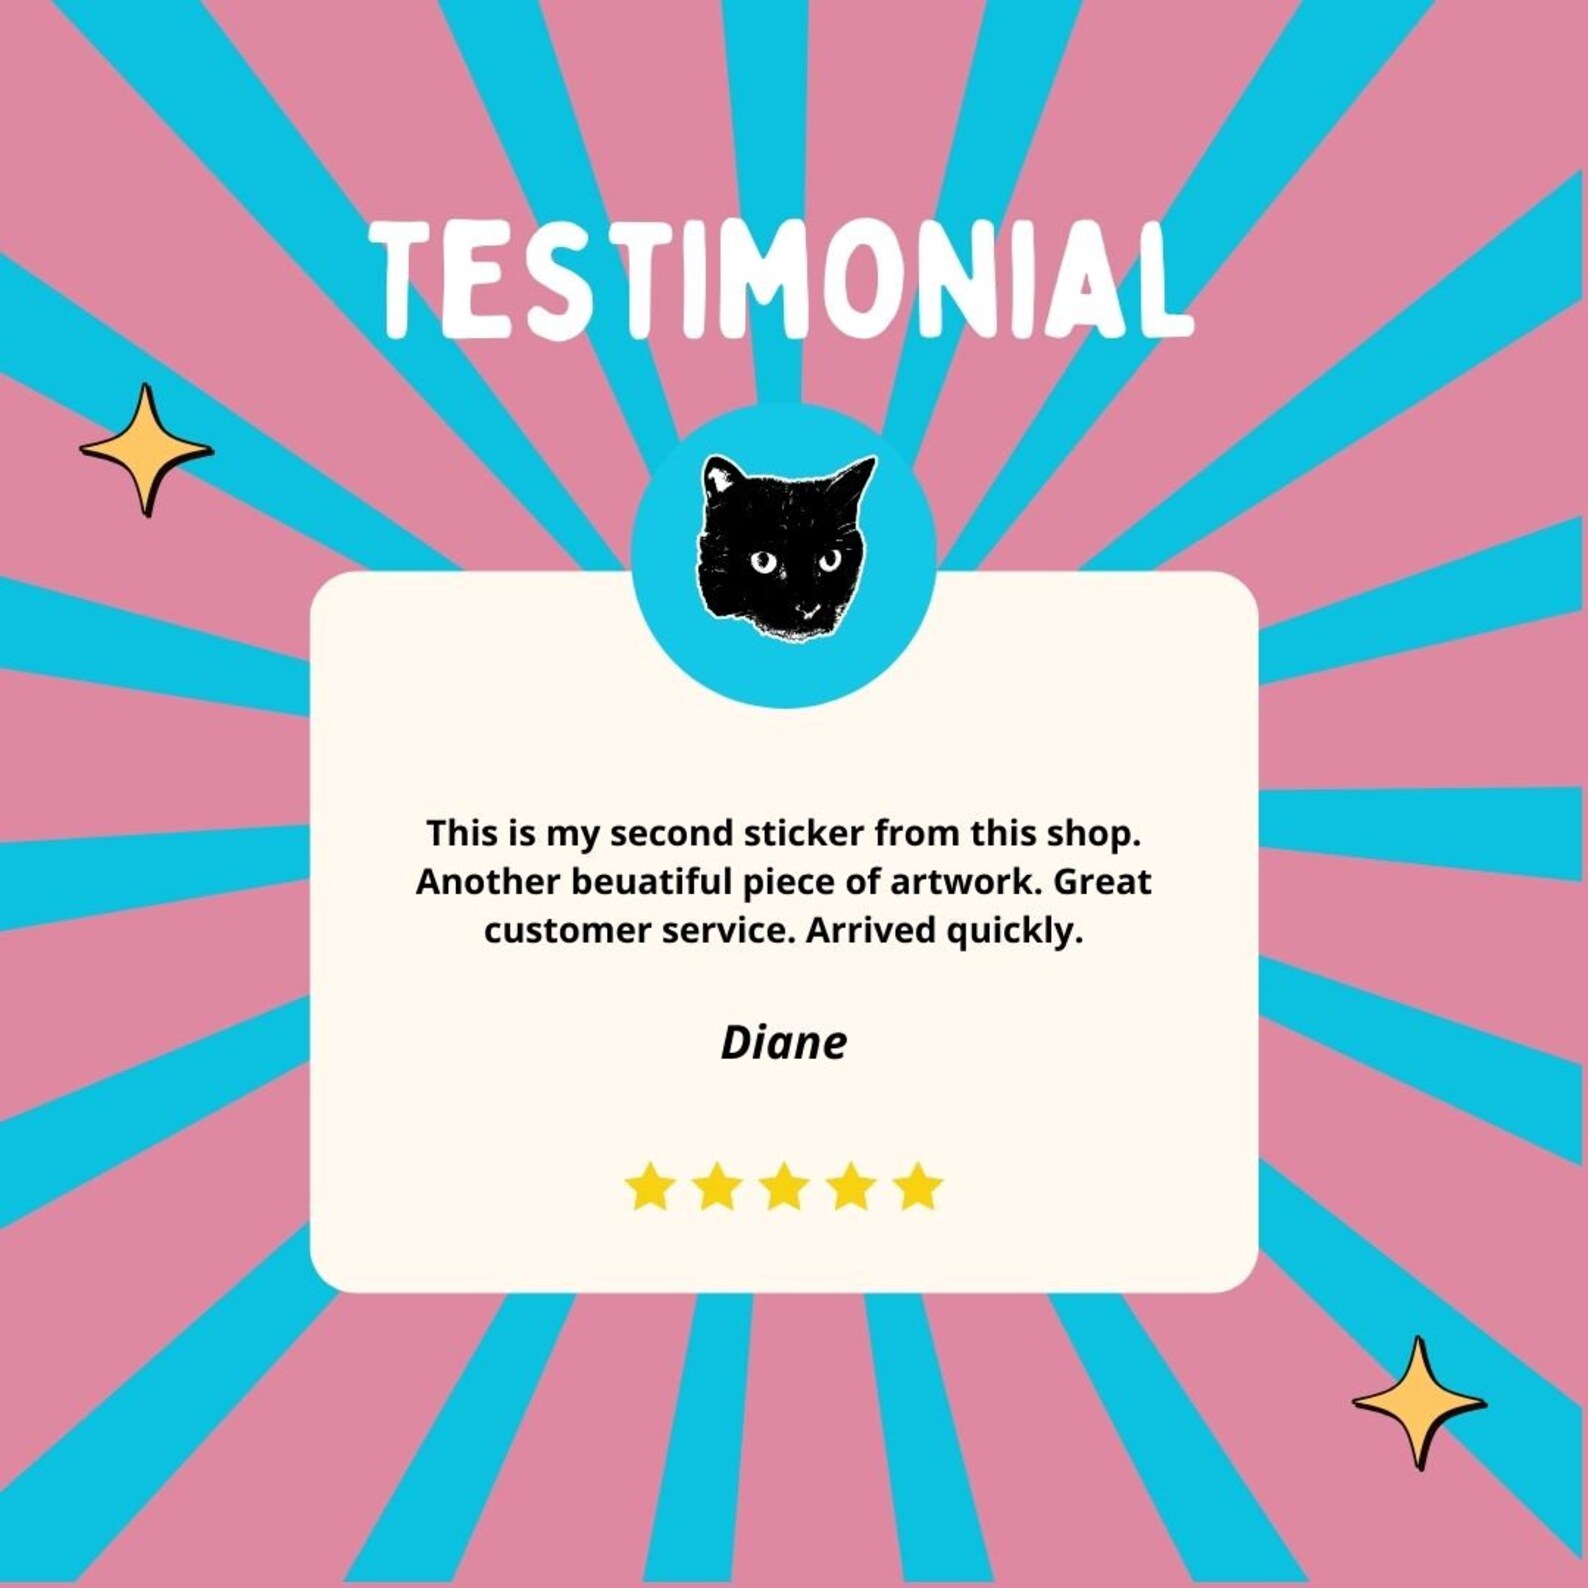 TESTIMONIAL
This is my second sticker from this shop.
Another beuatiful piece of artwork. Great
customer service. Arrived quickly.
Diane